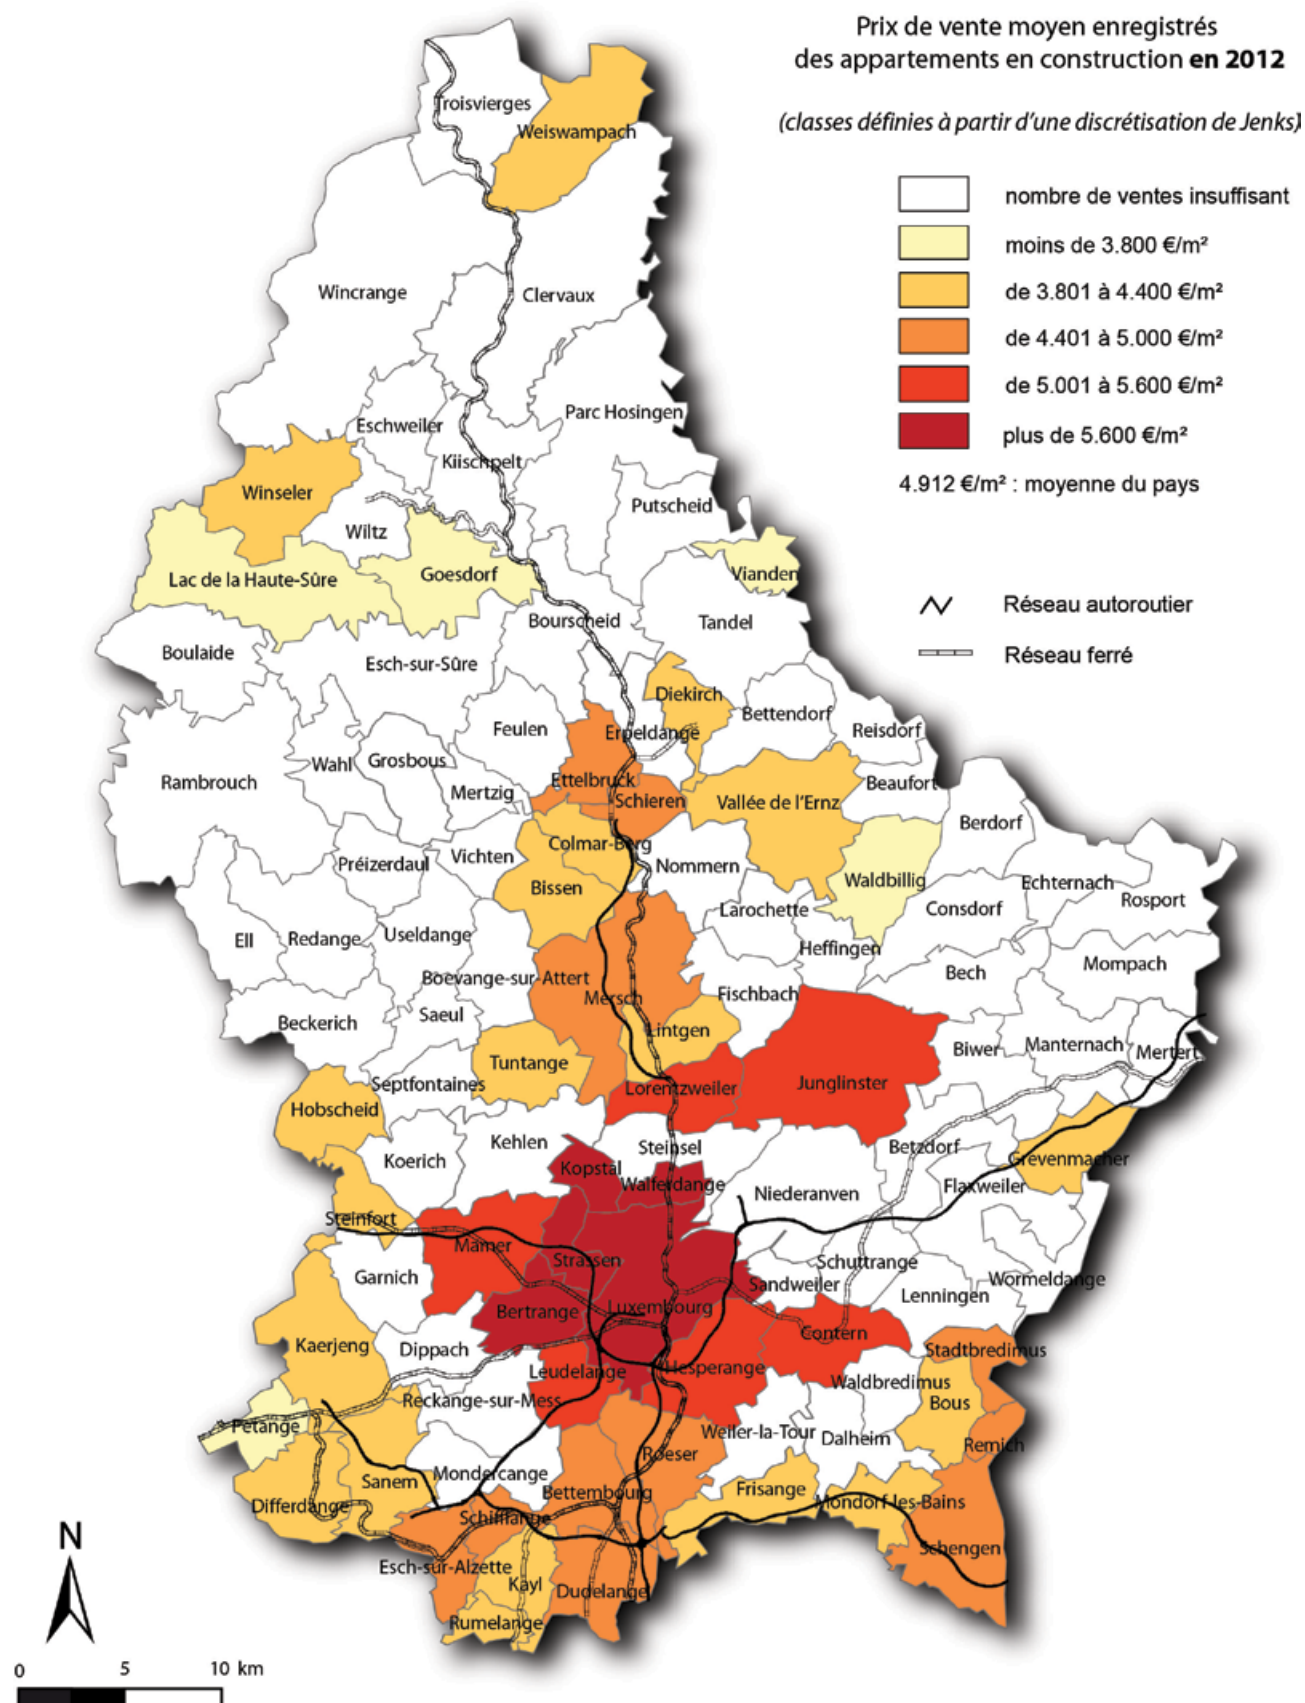 Prix de vente moyen enregistrés
des appartements en construction en 2012
(classes définies à partir d'une discrétisation de Jenks)
nombre de ventes insuffisant
moins de 3.800 €/m²
de 3.801 à 4.400 €/m²
de 4.401 à 5.000 €/m²
de 5.001 à 5.600 €/m²
plus de 5.600 €/m²
4.912 €/m² : moyenne du pays
Réseau autoroutier
Réseau ferré
Troisvierges
Weiswampach
Wincrange
Clervaux
Eschweiler
Parc Hosingen
Kiischpelt
Winseler
Putscheid
Wiltz
Lac de la Haute-Sûre
Goesdorf
Vianden
Bourscheid
Tandel
Boulaide
Esch-sur-Sûre
Diekirch
Bettendorf
Feulen
Erpeldange
Reisdorf
Wahl
Grosbous
Rambrouch
Ettelbruck
Beaufort
Mertzig
Schieren
Vallée de l'Ernz
Berdorf
Colmar-Berg
Préizerdaul
Vichten
Nommern
Bissen
Waldbillig
Echternach
Rosport
Larochette
Consdorf
Ell
Redange
Useldange
Heffingen
Mompach
Bech
Boevange-sur-Attert
Mersch
Fischbach
Beckerich
Saeul
Lintgen
Biwer
Manternach
Mertert
Tuntange
Septfontaines
Lorentzweiler
Junglinster
Hobscheid
Kehlen
Steinsel
Betzdorf
Koerich
Grevenmacher
Kopstal
Walferdange
Niederanven
Flaxweiler
Steinfort
Mamer
Strassen
Schuttrange
Garnich
Sandweiler
Wormeldange
Lenningen
Bertrange
Luxembourg
Contern
Kaerjeng
Dippach
Stadtbredimus
Leudelange
Hesperange
Waldbredimus
Reckange-sur-Mess
Bous
Pétange
Weiler-la-Tour
Dalheim
Remich
Roeser
Mondercange
Sanem
Bettembourg
Frisange
Mondorf-les-Bains
Differdange
Schifflange
Schengen
Esch-sur-Alzette
Kayl
Dudelange
Rumelange
N
0 5 10 km